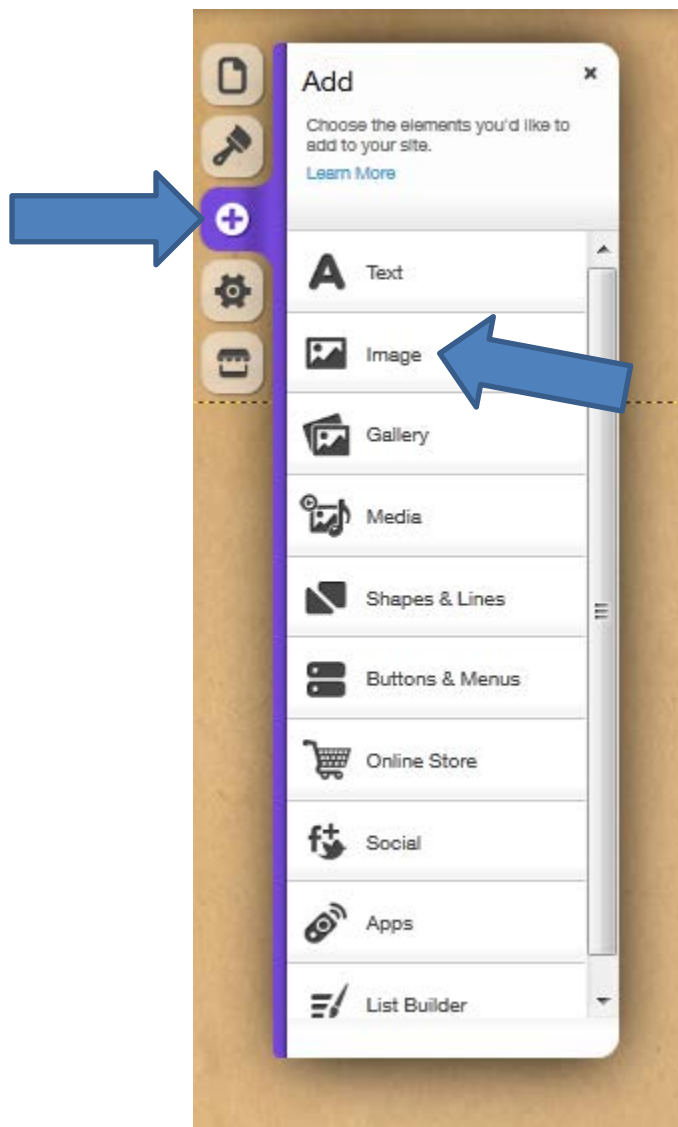 Add
Choose the elements you'd like to
add to your site.
Learn More
Text
Image
Gallery
Media
Shapes & Lines
Buttons & Menus
Online Store
Social
Apps
List Builder